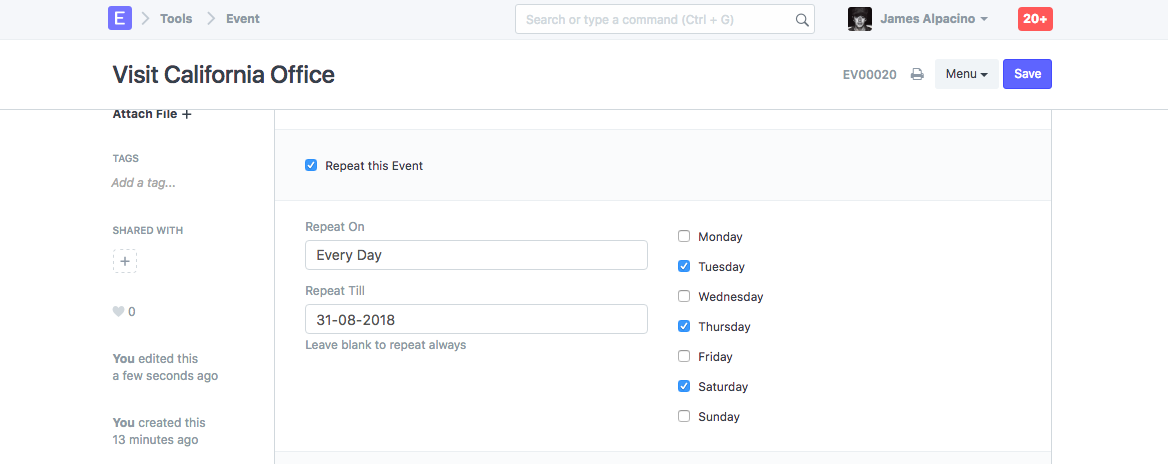 E Tools Event Search or type a command (Ctrl + G) James Alpacino 20+
Visit California Office EV00020 Menu Save
Attach File +
TAGS
Add a tag...
SHARED WITH
+
0
You edited this
a few seconds ago
You created this
13 minutes ago
Repeat this Event
Repeat On
Every Day
Repeat Till
31-08-2018
Leave blank to repeat always
Monday
Tuesday
Wednesday
Thursday
Friday
Saturday
Sunday